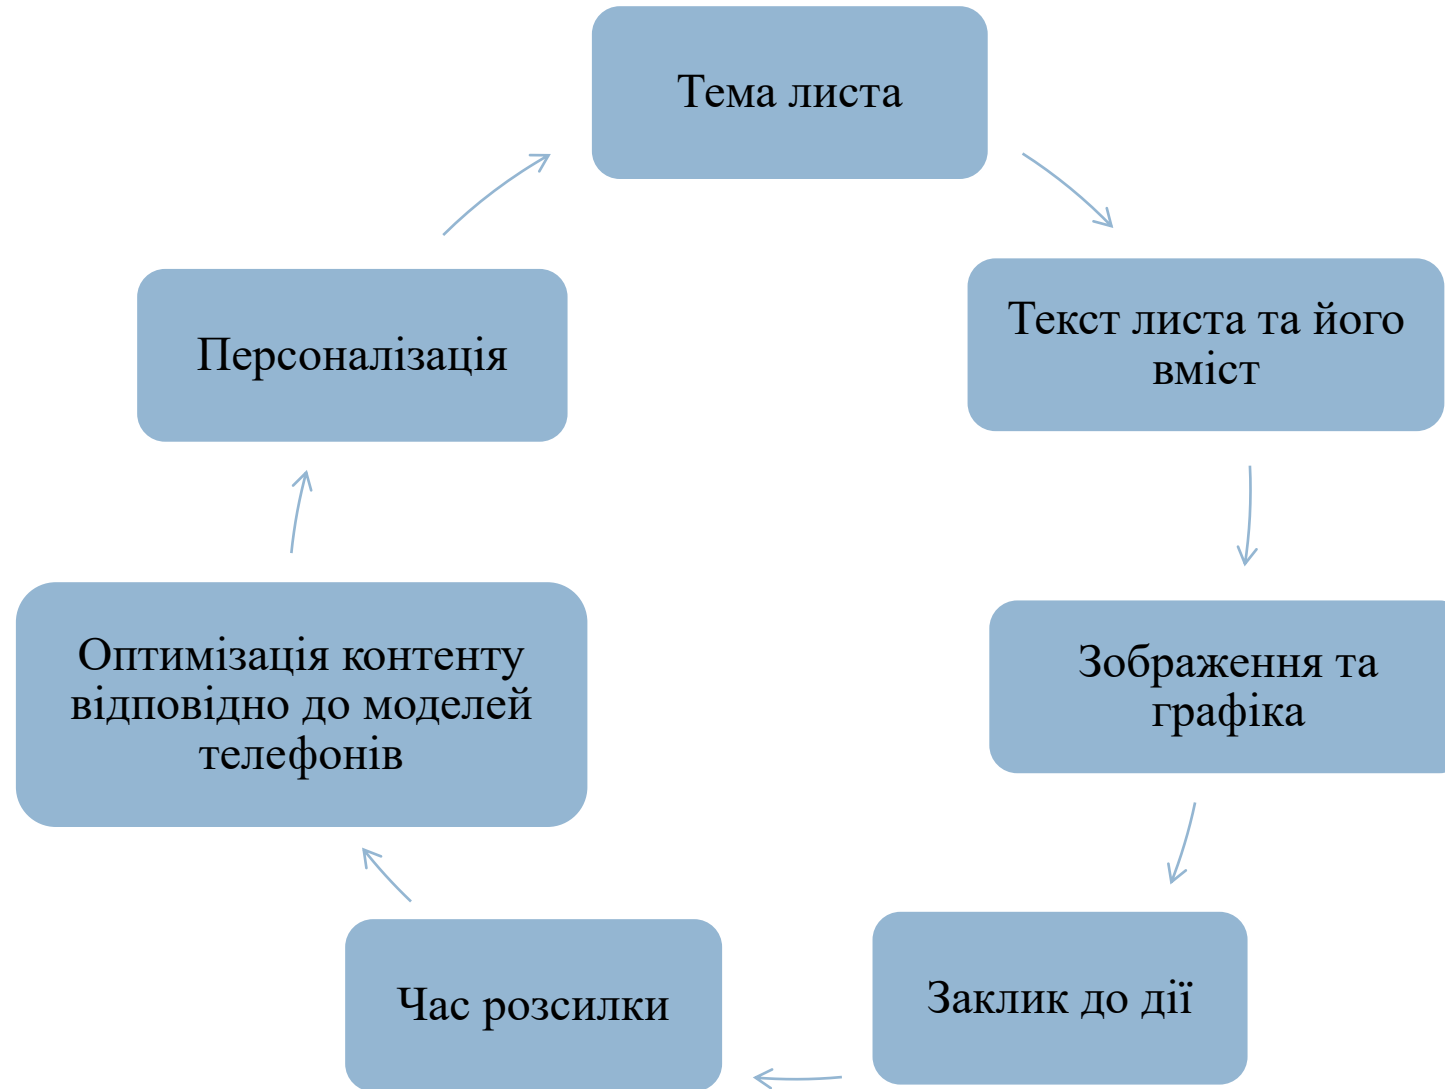 Тема листа
Текст листа та його
вміст
Зображення та
графіка
Заклик до дії
Час розсилки
Оптимізація контенту
відповідно до моделей
телефонів
Персоналізація